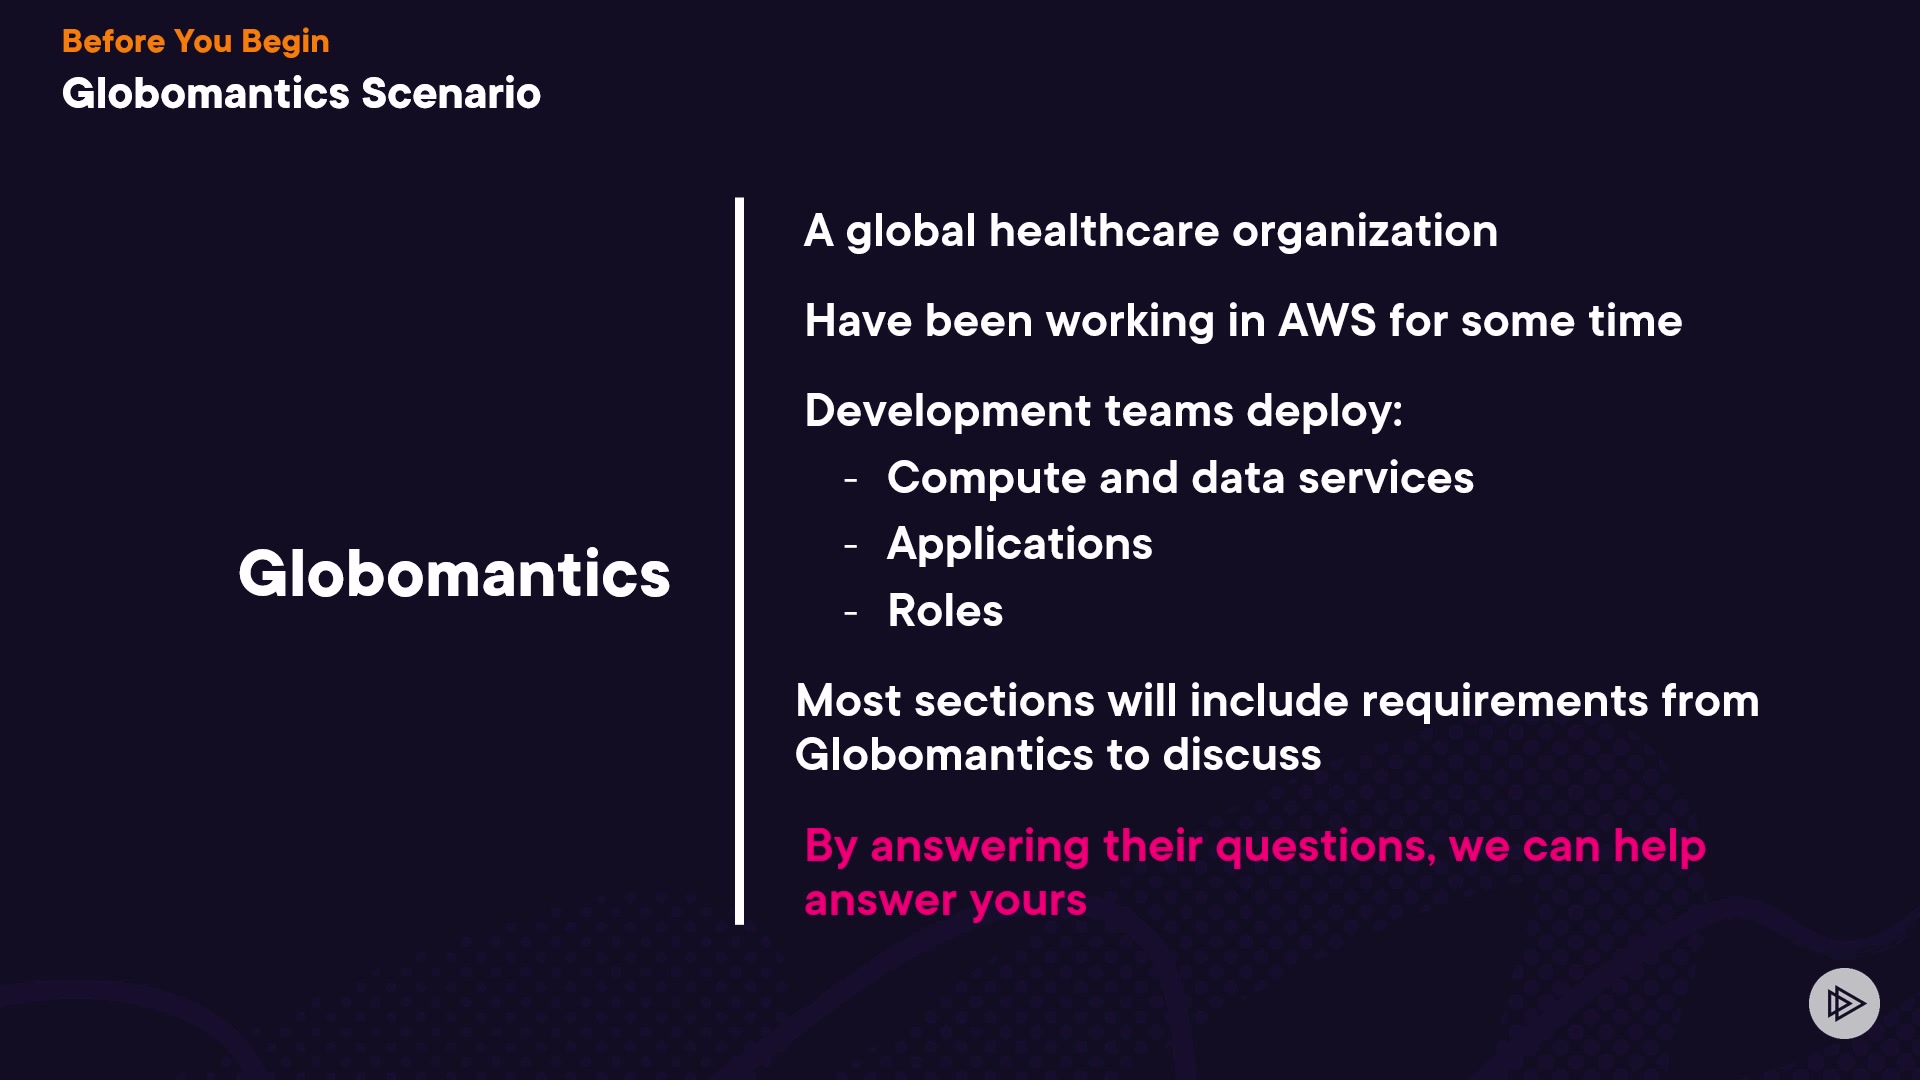 Before You Begin
Globomantics Scenario
Globomantics
A global healthcare organization
Have been working in AWS for some time
Development teams deploy:
- Compute and data services
- Applications
- Roles
Most sections will include requirements from
Globomantics to discuss
By answering their questions, we can help
answer yours